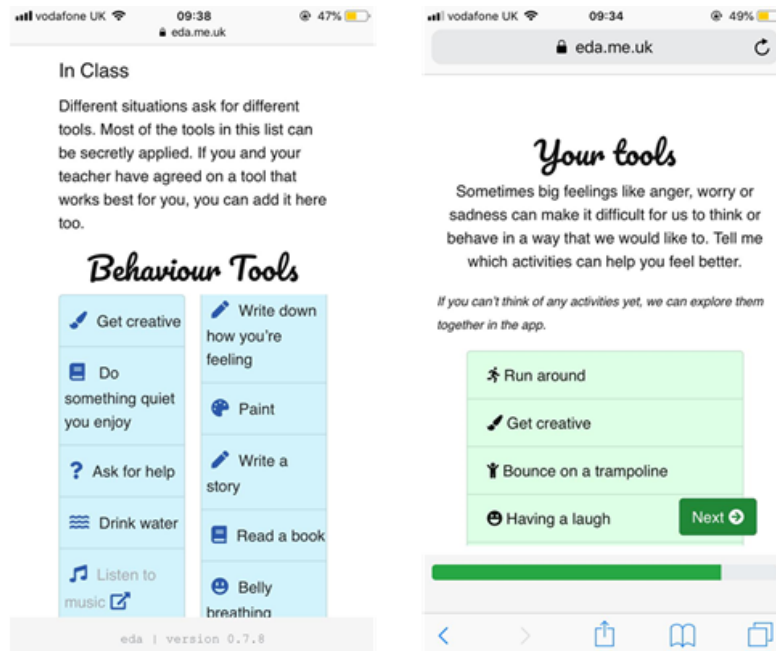 vodafone UK 09:38 47%
eda.me.uk
In Class
Different situations ask for different
tools. Most of the tools in this list can
be secretly applied. If you and your
teacher have agreed on a tool that
works best for you, you can add it here
too.
Behaviour Tools
Get creative
Do
something quiet
you enjoy
? Ask for help
Drink water
Listen to
music
Write down
how you're
feeling
Paint
Write a
story
Read a book
Belly
breathing
eda | version 0.7.8
vodafone UK 09:34 49%
eda.me.uk
Your tools
Sometimes big feelings like anger, worry or
sadness can make it difficult for us to think or
behave in a way that we would like to. Tell me
which activities can help you feel better.
If you can't think of any activities yet, we can explore them
together in the app.
Run around
Get creative
Bounce on a trampoline
Having a laugh
Next